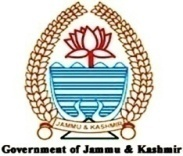 JAMMU & KASHMIR
Government of Jammu & Kashmir